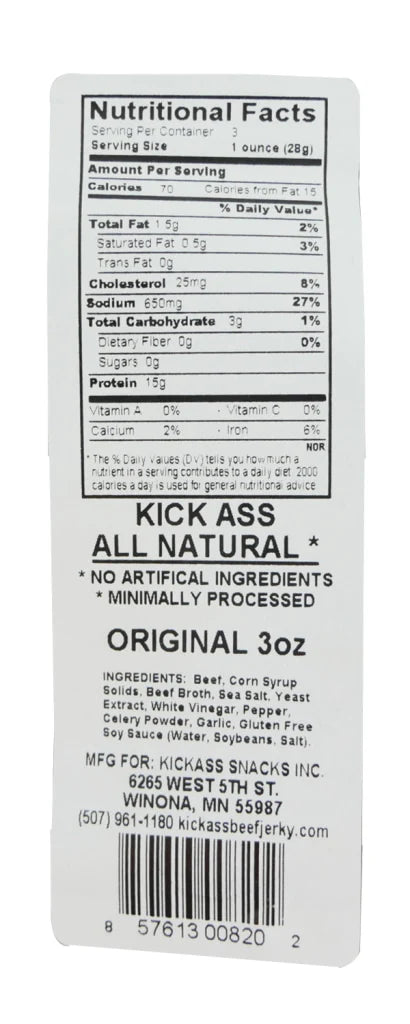 Nutritional Facts
Serving Per Container 3
Serving Size 1 ounce (28g)
Amount Per Serving
Calories 70 Calories from Fat 15
% Daily Value*
Total Fat 1.5g 2%
Saturated Fat 0.5g 3%
Trans Fat 0g
Cholesterol 25mg 8%
Sodium 650mg 27%
Total Carbohydrate 3g 1%
Dietary Fiber 0g 0%
Sugars 0g
Protein 15g
Vitamin A 0% · Vitamin C 0%
Calcium 2% · Iron 6%
NOR
* The % Daily Values (DV) tells you how much a
nutrient in a serving contributes to a daily diet. 2000
calories a day is used for general nutritional advice
KICK ASS
ALL NATURAL *
* NO ARTIFICAL INGREDIENTS
* MINIMALLY PROCESSED
ORIGINAL 3oz
INGREDIENTS: Beef, Corn Syrup
Solids, Beef Broth, Sea Salt, Yeast
Extract, White Vinegar, Pepper,
Celery Powder, Garlic, Gluten Free
Soy Sauce (Water, Soybeans, Salt).
MFG FOR: KICKASS SNACKS INC.
6265 WEST 5TH ST.
WINONA, MN 55987
(507) 961-1180 kickassbeefjerky.com
8 57613 00820 2